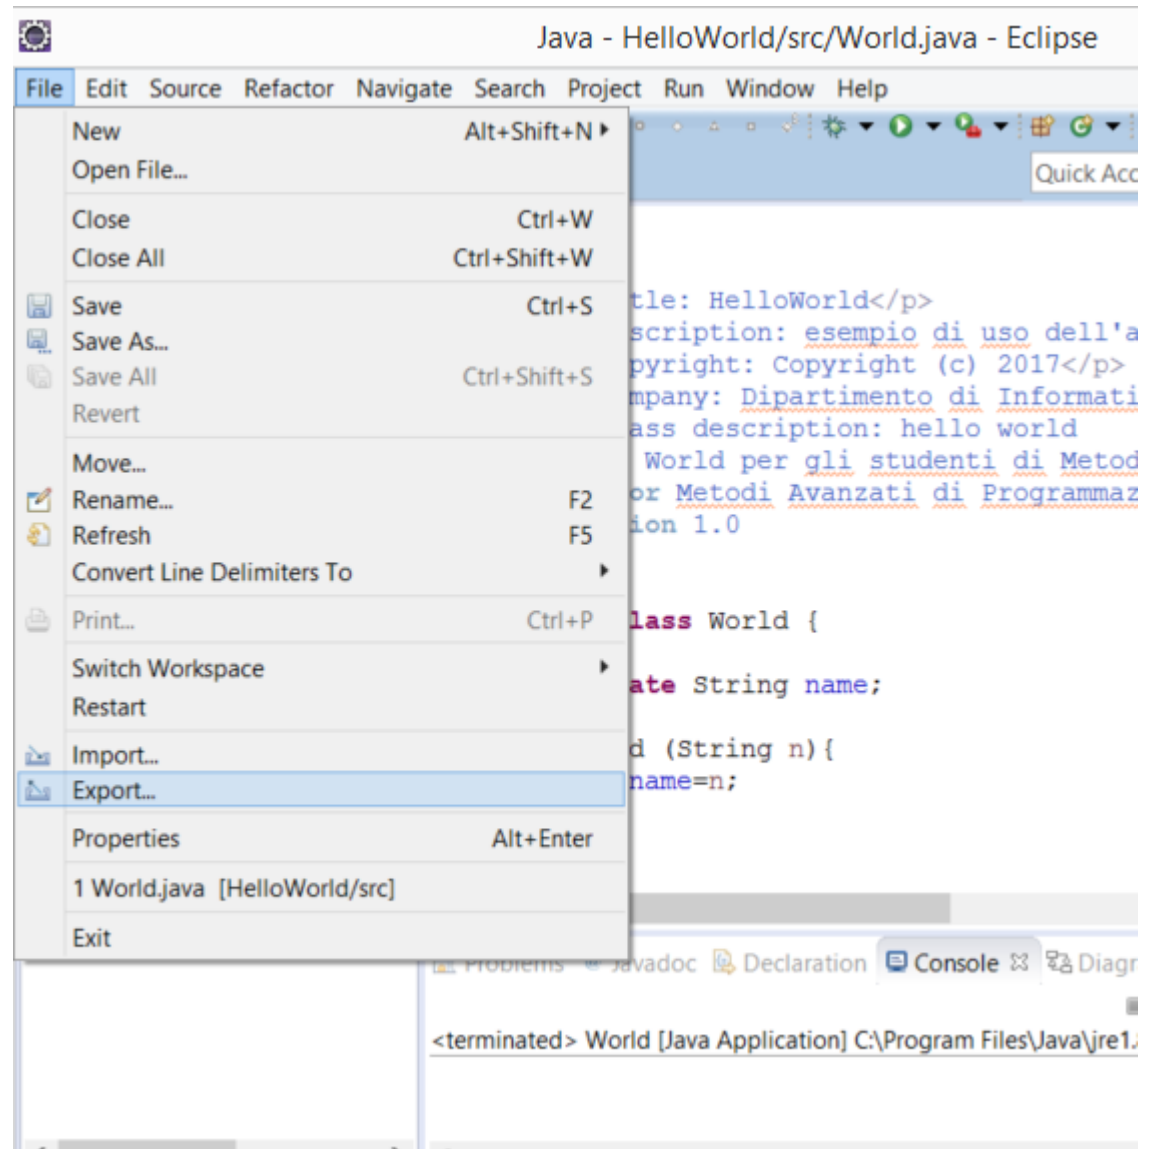 Java - HelloWorld/src/World.java - Eclipse
File Edit Source Refactor Navigate Search Project Run Window Help
New Alt+Shift+N
Open File...
Quick Acc
Close Ctrl+W
Close All Ctrl+Shift+W
Save Ctrl+S
Save As...
Save All Ctrl+Shift+S
Revert
Move...
Rename... F2
Refresh F5
Convert Line Delimiters To
Print... Ctrl+P
Switch Workspace
Restart
Import...
Export...
Properties Alt+Enter
1 World.java [HelloWorld/src]
Exit
tle: HelloWorld</p>
scription: esempio di uso dell'a
pyright: Copyright (c) 2017</p>
mpany: Dipartimento di Informati
ass description: hello world
World per gli studenti di Metod
or Metodi Avanzati di Programmaz
ion 1.0
lass World {
ate String name;
d (String n){
name=n;
Problems Javadoc Declaration Console Diagr
<terminated> World [Java Application] C:\Program Files\Java\jre1.